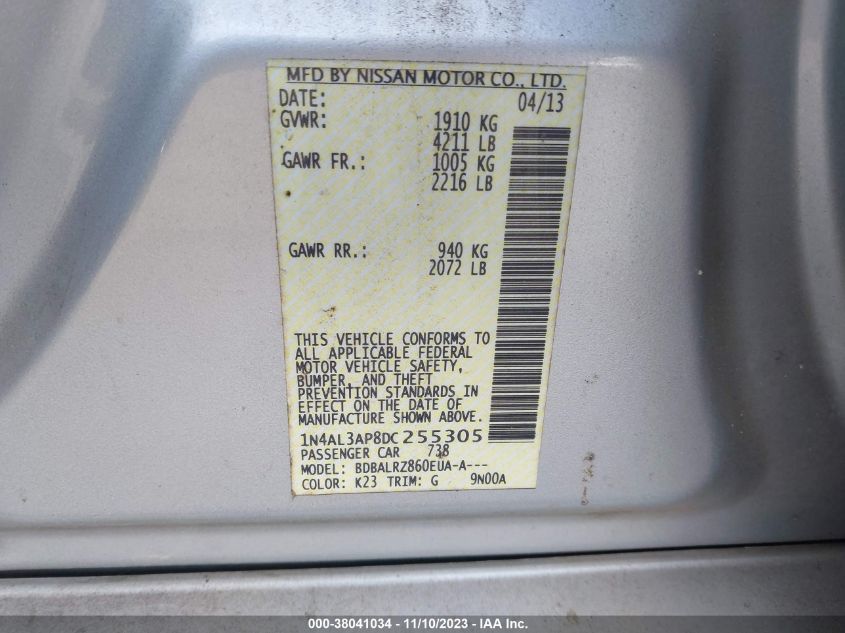 MFD BY NISSAN MOTOR CO., LTD.
DATE: 04/13
GVWR: 1910 KG
4211 LB
GAWR FR.: 1005 KG
2216 LB
GAWR RR.: 940 KG
2072 LB
THIS VEHICLE CONFORMS TO
ALL APPLICABLE FEDERAL
MOTOR VEHICLE SAFETY,
BUMPER, AND THEFT
PREVENTION STANDARDS IN
EFFECT ON THE DATE OF
MANUFACTURE SHOWN ABOVE.
1N4AL3AP8DC255305
PASSENGER CAR 738
MODEL: BDBALRZ860EUA-A---
COLOR: K23 TRIM: G 9N00A
000-38041034 - 11/10/2023 - IAA Inc.